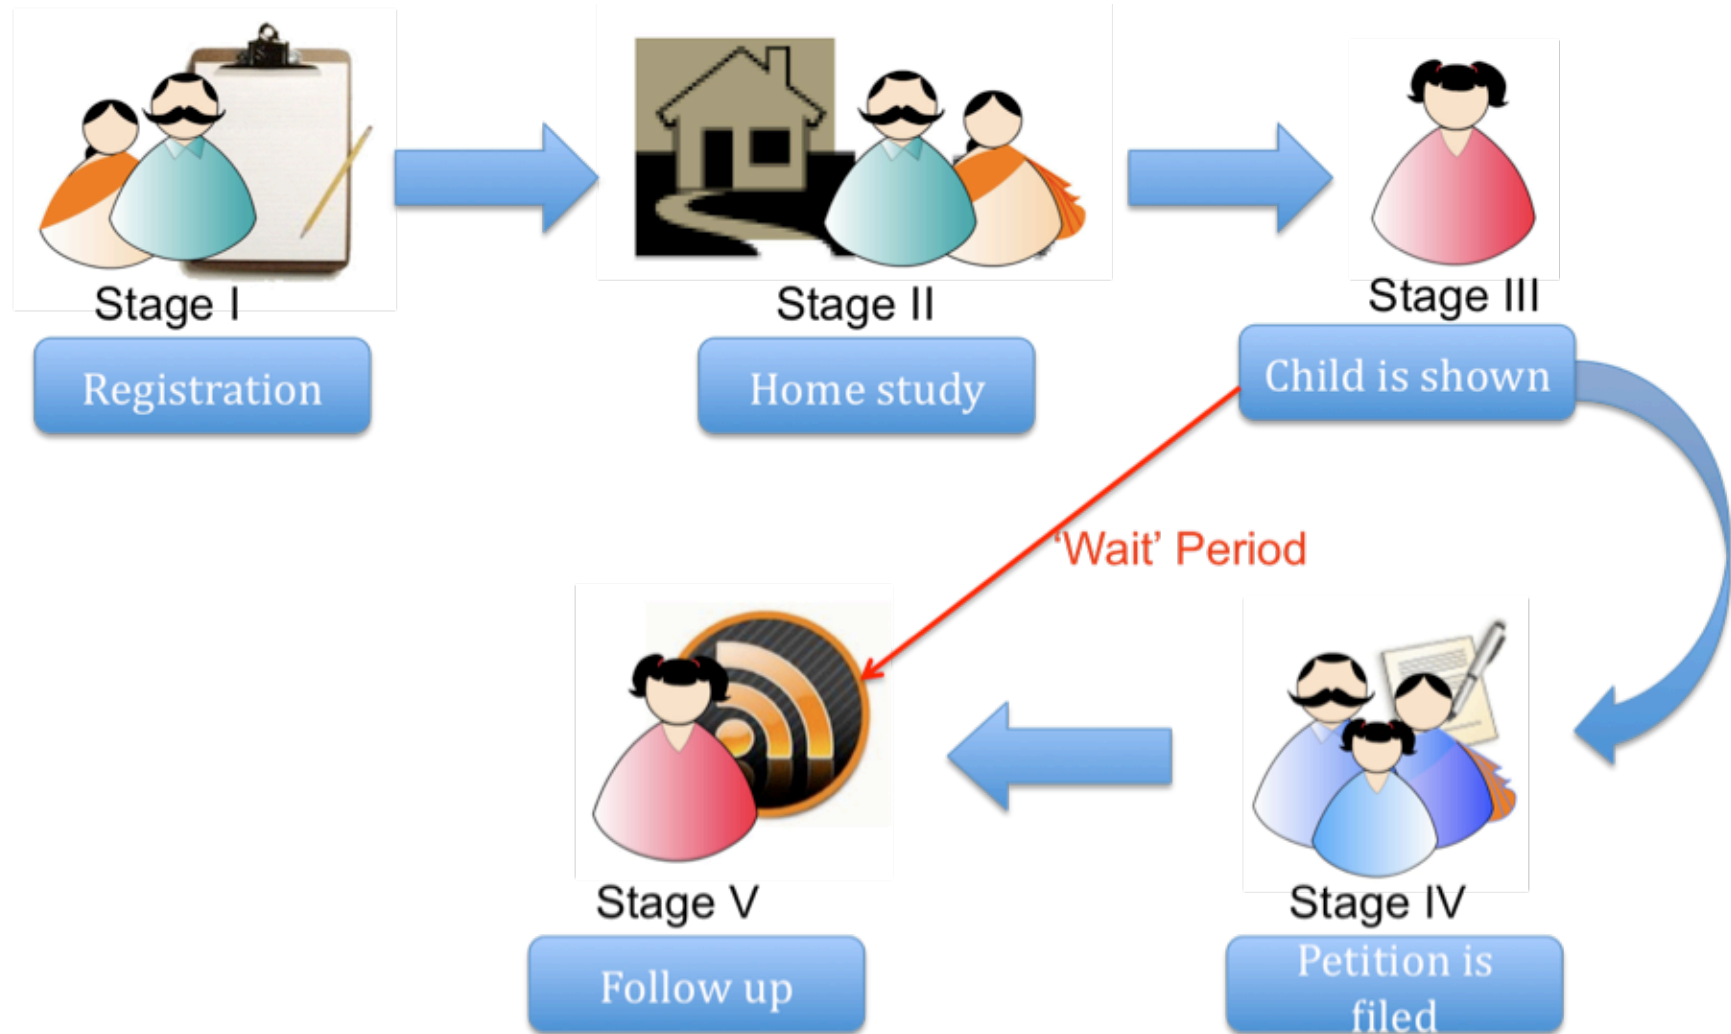 Stage I
Registration
Stage II
Home study
Stage III
Child is shown
‘Wait’ Period
Stage IV
Petition is
filed
Stage V
Follow up